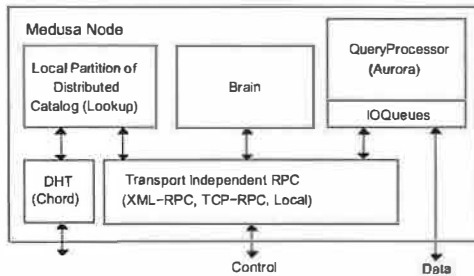 Medusa Node
Local Partition of
Distributed
Catalog (Lookup)
Brain
QueryProcessor
(Aurora)
IOQueues
DHT
(Chord)
Transport Independent RPC
(XML-RPC, TCP-RPC, Local)
Control
Data